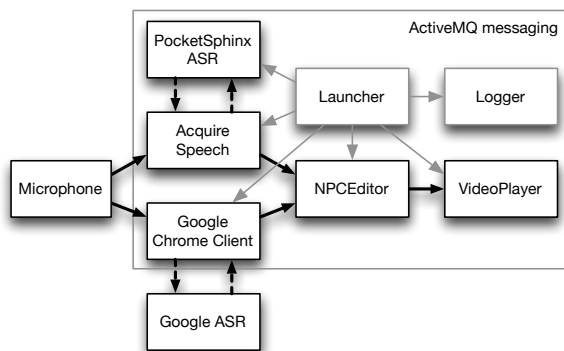 ActiveMQ messaging
PocketSphinx
ASR
Launcher
Logger
Acquire
Speech
Microphone
NPCEditor
VideoPlayer
Google
Chrome Client
Google ASR